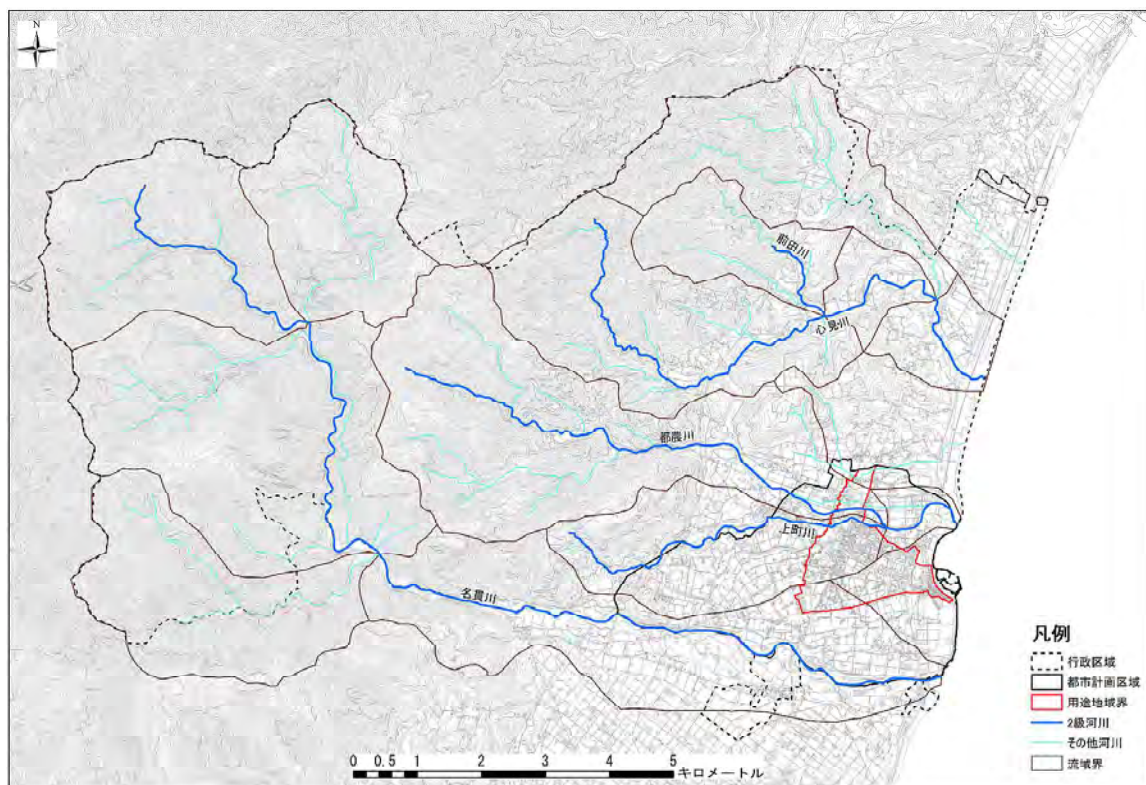 N
前田川
心見川
都農川
上町川
名貫川
凡例
行政区域
都市計画区域
用途地域界
2級河川
その他河川
流域界
0 0.5 1 2 3 4 5
キロメートル